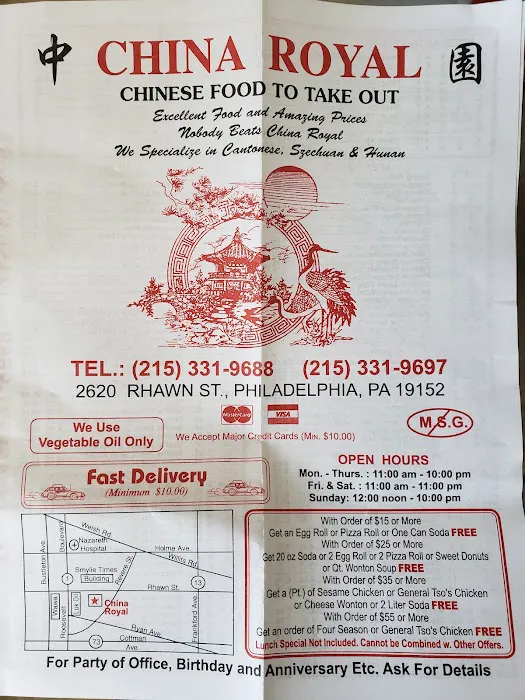 中 CHINA ROYAL 園
CHINESE FOOD TO TAKE OUT
Excellent Food and Amazing Prices
Nobody Beats China Royal
We Specialize in Cantonese, Szechuan & Hunan
TEL.: (215) 331-9688 (215) 331-9697
2620 RHAWN ST., PHILADELPHIA, PA 19152
We Use
Vegetable Oil Only
MasterCard
VISA
We Accept Major Credit Cards (MIN. $10.00)
M.S.G.
Fast Delivery
(Minimum $10.00)
OPEN HOURS
Mon. - Thurs. : 11:00 am - 10:00 pm
Fri. & Sat. : 11:00 am - 11:00 pm
Sunday: 12:00 noon - 10:00 pm
Bustleton Ave.
Boulevard
Welsh Rd
Nazareth
Hospital
Holme Ave.
Willits Rd
Smylie Times
Building
1
Rhawn St.
13
Wawa
Roosevelt
China
Royal
Ryan Ave
Frankford Ave.
73
Cottman
Ave.
With Order of $15 or More
Get an Egg Roll or Pizza Roll or One Can Soda FREE
With Order of $25 or More
Get 20 oz Soda or 2 Egg Roll or 2 Pizza Roll or Sweet Donuts
or Qt. Wonton Soup FREE
With Order of $35 or More
Get a (Pt.) of Sesame Chicken or General Tso's Chicken
or Cheese Wonton or 2 Liter Soda FREE
With Order of $55 or More
Get an order of Four Season or General Tso's Chicken FREE
Lunch Special Not Included. Cannot be Combined w. Other Offers.
For Party of Office, Birthday and Anniversary Etc. Ask For Details